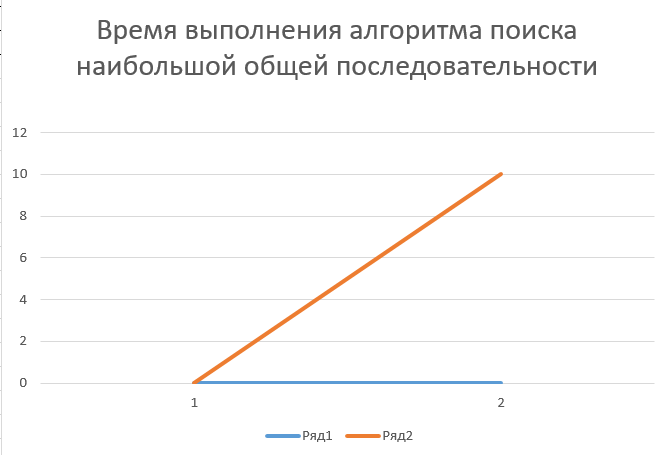 Время выполнения алгоритма поиска
наибольшой общей последовательности
12
10
8
6
4
2
0
1 2
Ряд1 Ряд2